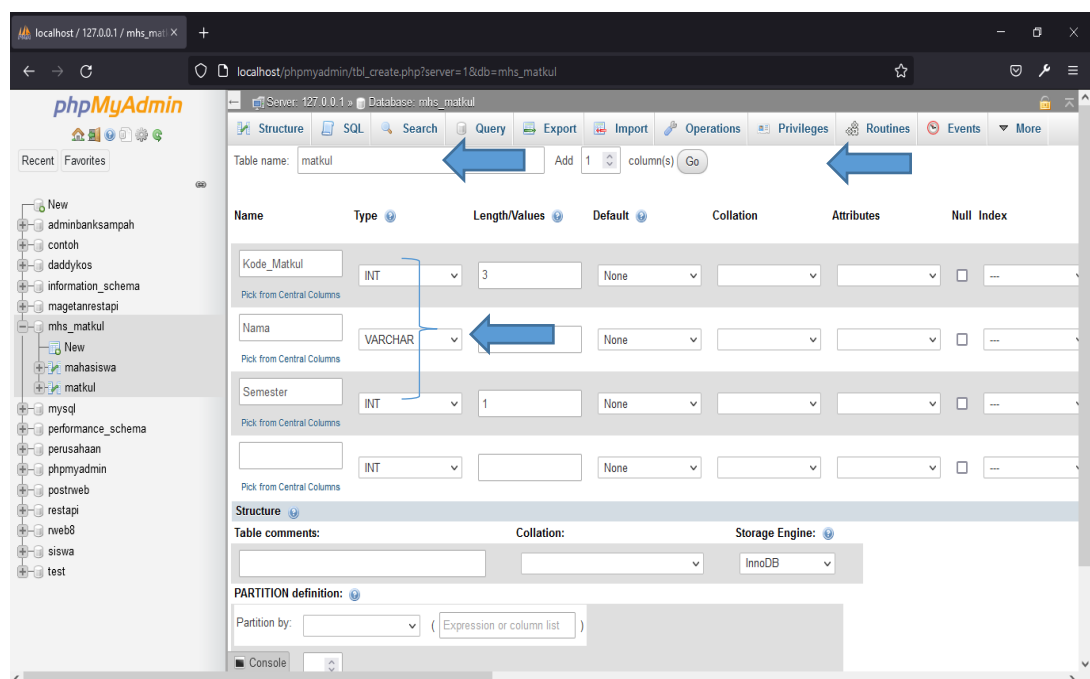 localhost / 127.0.0.1 / mhs_mat
localhost/phpmyadmin/tbl_create.php?server=1&db=mhs_matkul
phpMyAdmin
Recent Favorites
New
adminbanksampah
contoh
daddykos
information_schema
magetanrestapi
mhs_matkul
New
mahasiswa
matkul
mysql
performance_schema
perusahaan
phpmyadmin
postrweb
restapi
rweb8
siswa
test
Server: 127.0.0.1 » Database: mhs_matkul
Structure SQL Search Query Export Import Operations Privileges Routines Events More
Table name: matkul Add 1 column(s) Go
Name Type Length/Values Default Collation Attributes Null Index
Kode_Matkul INT 3 None ---
Pick from Central Columns
Nama VARCHAR None ---
Pick from Central Columns
Semester INT 1 None ---
Pick from Central Columns
INT None ---
Pick from Central Columns
Structure
Table comments: Collation: Storage Engine:
InnoDB
PARTITION definition:
Partition by: ( Expression or column list )
Console